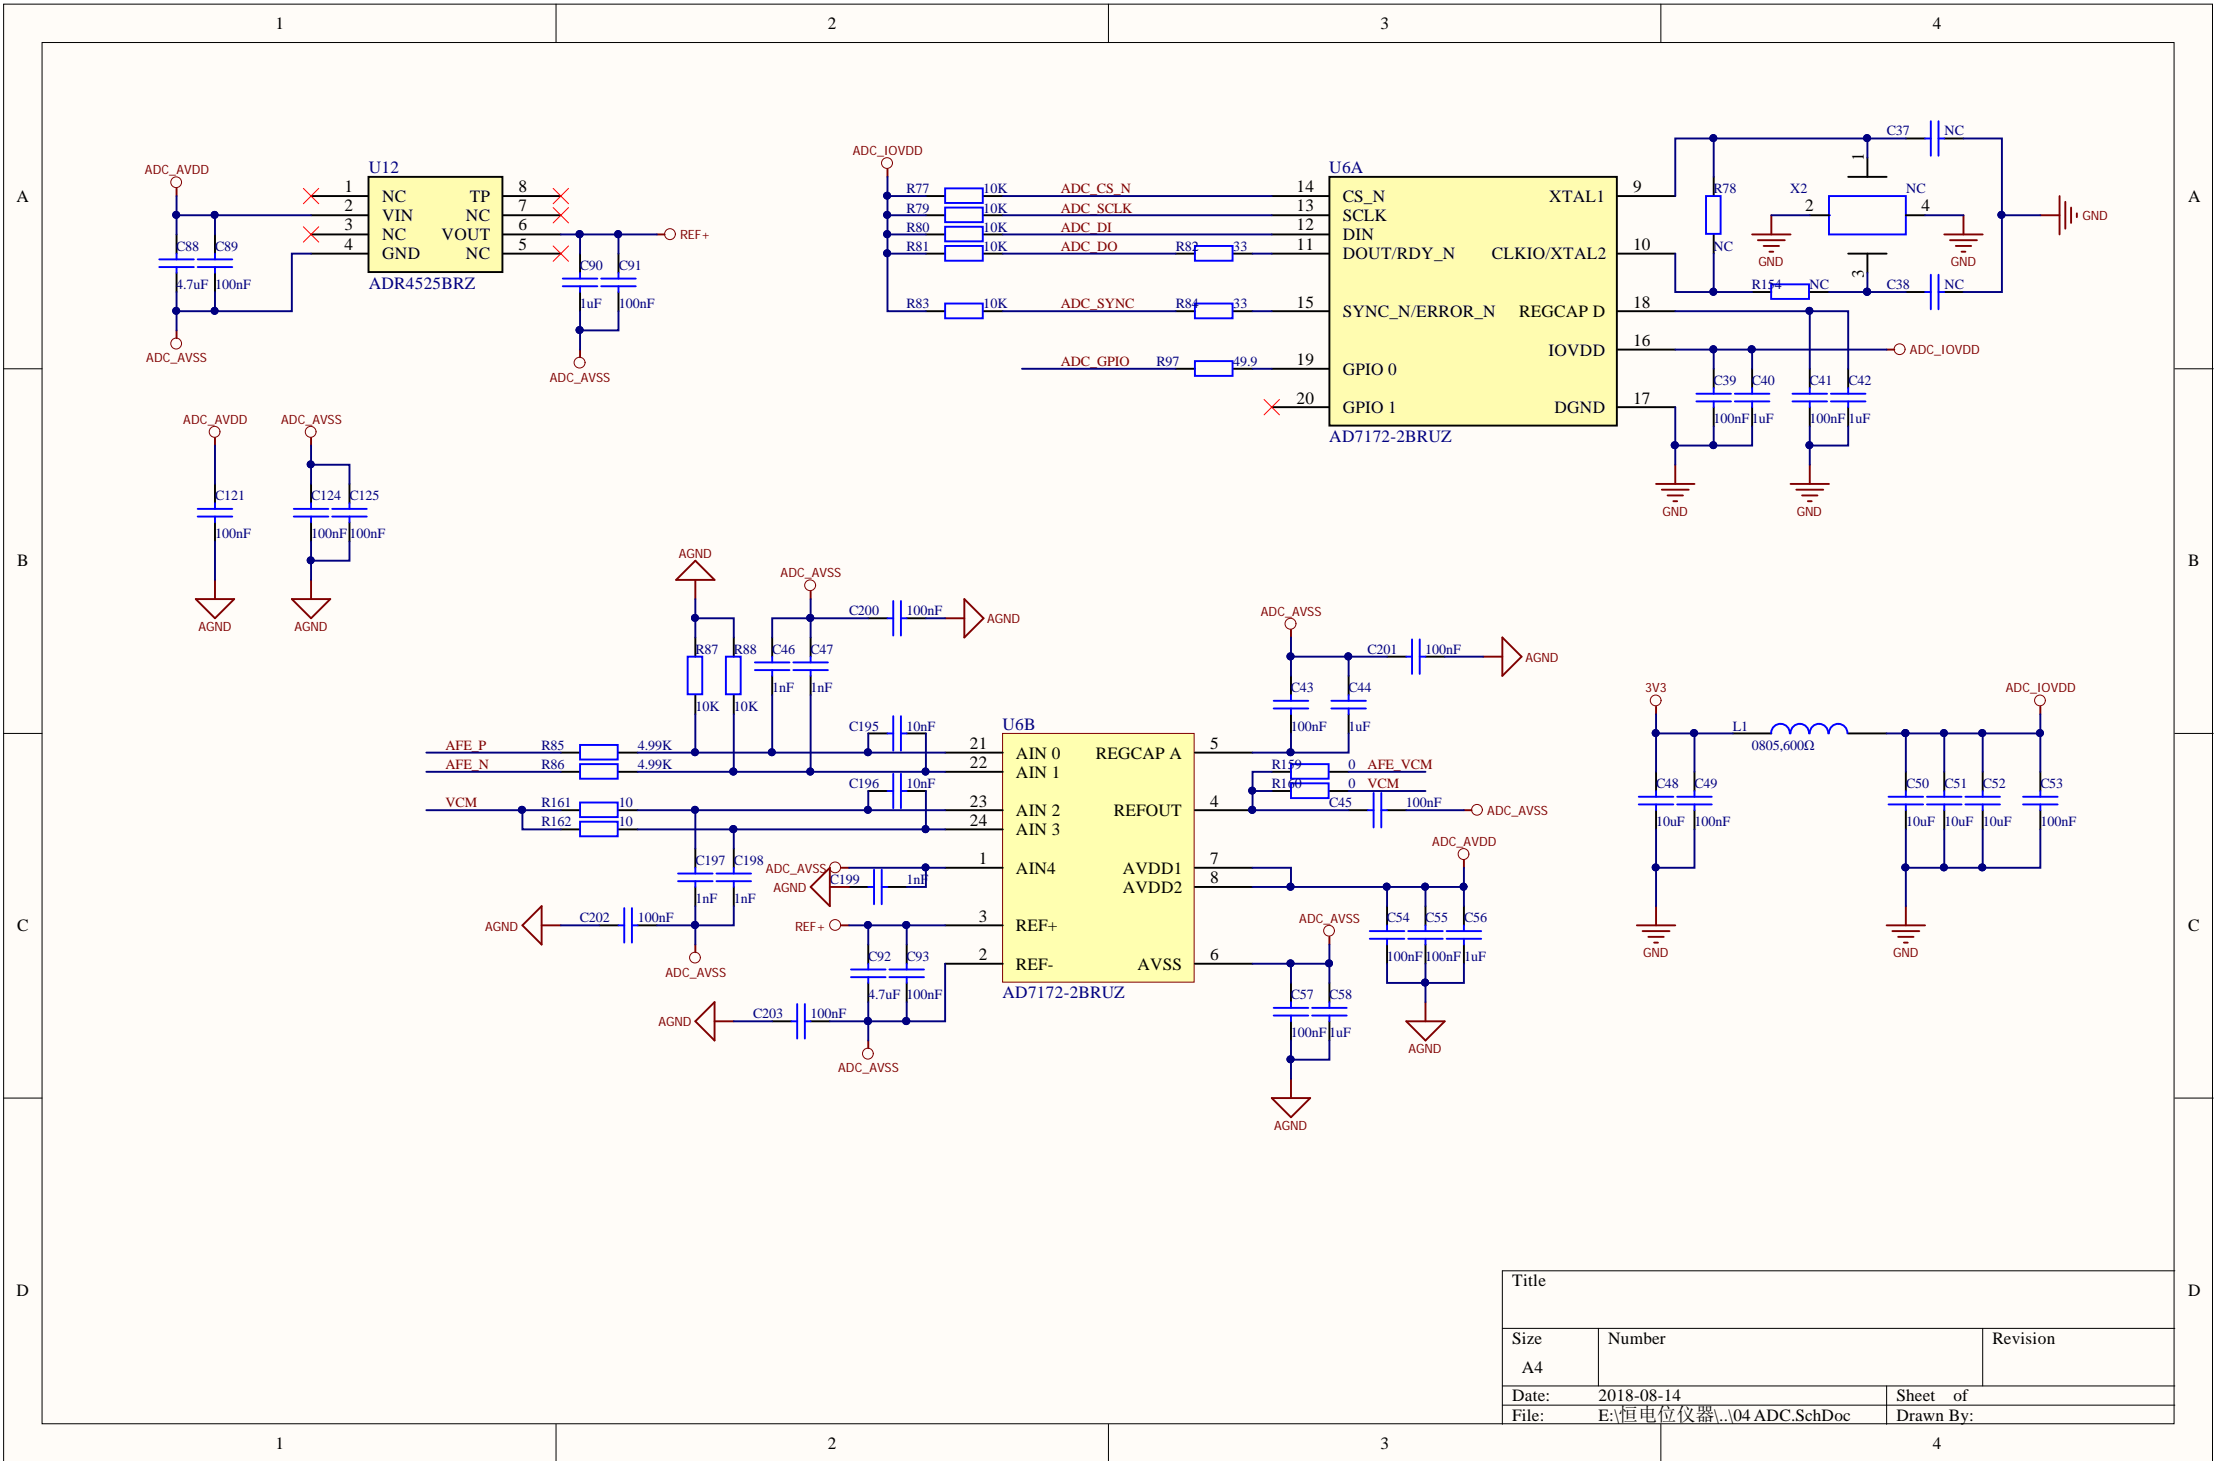 1 2 3 4
A A
B B
C C
D D
1 2 3 4
ADC_AVDD
U12
1 NC TP 8
2 VIN NC 7
3 NC VOUT 6
4 GND NC 5
ADR4525BRZ
C88 C89
4.7uF 100nF
ADC_AVSS
REF+
C90 C91
1uF 100nF
ADC_AVSS
ADC_IOVDD
U6A
R77 10K ADC_CS_N 14 CS_N
R79 10K ADC_SCLK 13 SCLK
R80 10K ADC_DI 12 DIN
R81 10K ADC_DO R82 33 11 DOUT/RDY_N
R83 10K ADC_SYNC R84 33 15 SYNC_N/ERROR_N
ADC_GPIO R97 49.9 19 GPIO 0
20 GPIO 1
XTAL1 9
CLKIO/XTAL2 10
REGCAP D 18
IOVDD 16
DGND 17
AD7172-2BRUZ
C37 NC
1
R78 X2 NC
2 4
NC
GND GND GND
3
R154 NC C38 NC
ADC_IOVDD
C39 C40 C41 C42
100nF 1uF 100nF 1uF
GND GND
ADC_AVDD ADC_AVSS
C121 C124 C125
100nF 100nF 100nF
AGND AGND
AGND
ADC_AVSS
C200 100nF AGND
R87 R88 C46 C47
1nF 1nF
10K 10K
C195 10nF
U6B
AFE_P R85 4.99K 21 AIN 0
AFE_N R86 4.99K 22 AIN 1
C196 10nF
VCM R161 10 23 AIN 2
R162 10 24 AIN 3
ADC_AVSS 1 AIN4
AGND C199 1nF
C197 C198
1nF 1nF
AGND C202 100nF
ADC_AVSS
REF+ 3 REF+
2 REF-
C92 C93
4.7uF 100nF
AGND C203 100nF
ADC_AVSS
REGCAP A 5
REFOUT 4
AVDD1 7
AVDD2 8
AVSS 6
AD7172-2BRUZ
ADC_AVSS
C201 100nF AGND
C43 C44
100nF 1uF
R159 0 AFE_VCM
R160 0 VCM
C45 100nF ADC_AVSS
ADC_AVDD
C54 C55 C56
100nF 100nF 1uF
AGND
ADC_AVSS
C57 C58
100nF 1uF
AGND
3V3 ADC_IOVDD
L1
0805,600Ω
C48 C49 C50 C51 C52 C53
10uF 100nF 10uF 10uF 10uF 100nF
GND GND
Title
Size Number Revision
A4
Date: 2018-08-14 Sheet of
File: E:\恒电位仪器\..\04 ADC.SchDoc Drawn By: